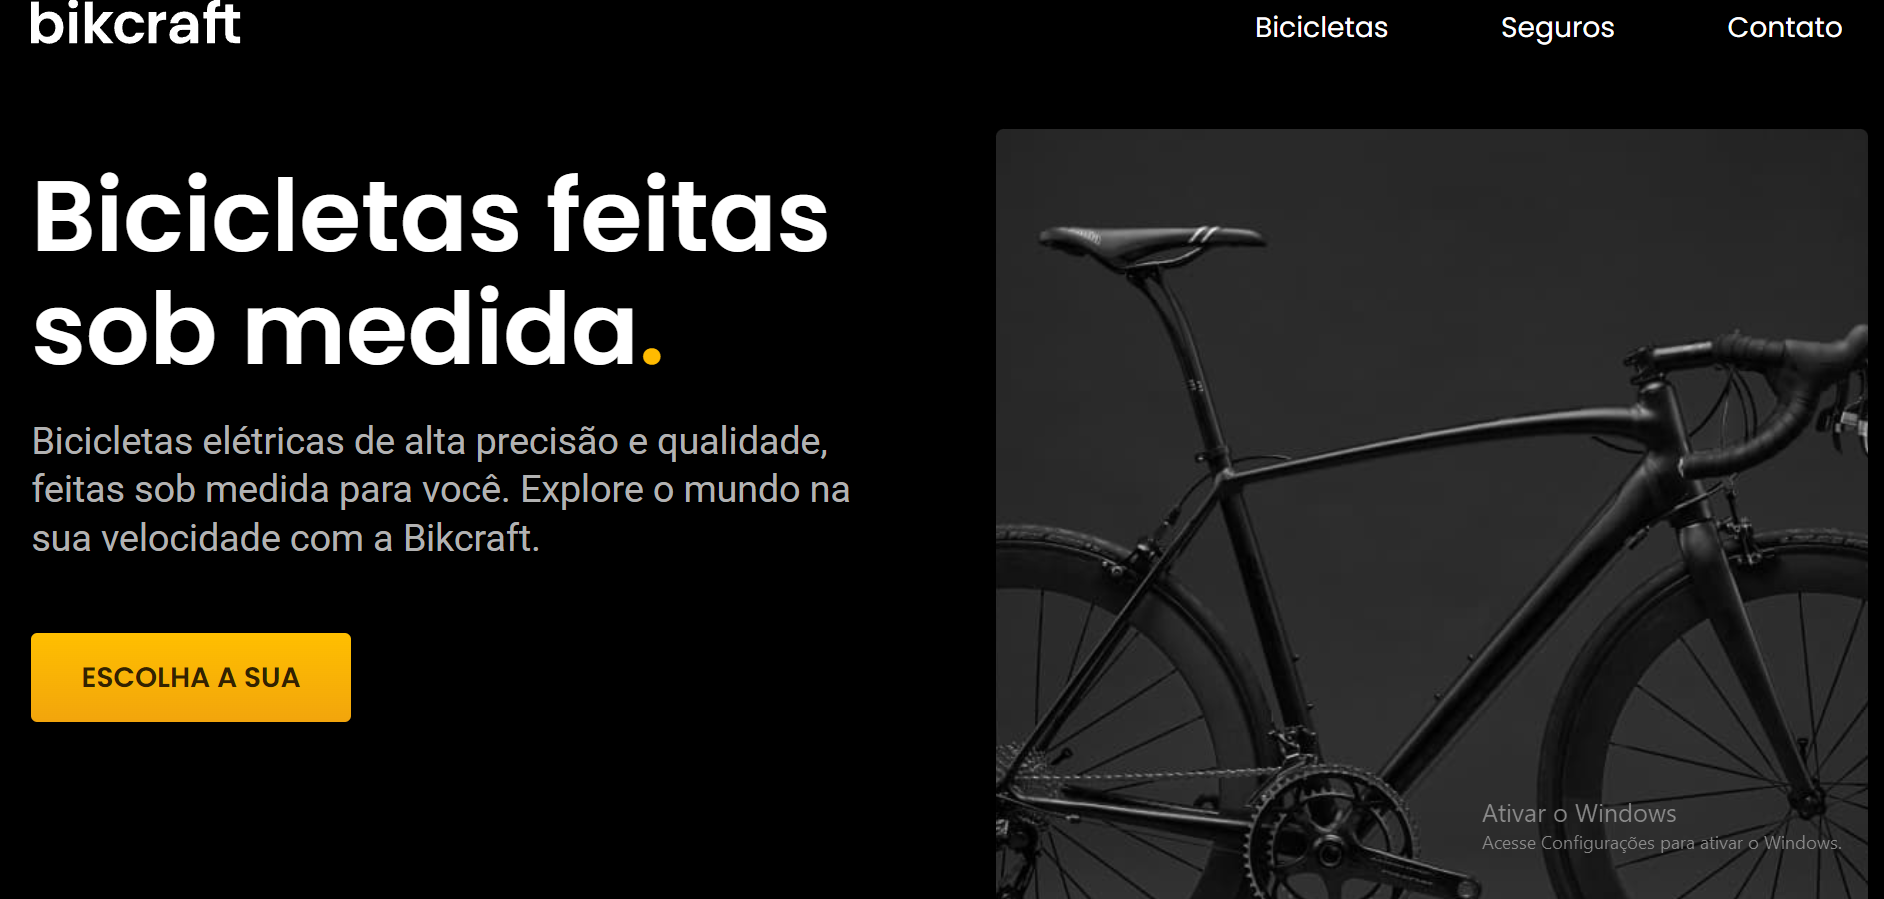 bikcraft
Bicicletas
Seguros
Contato
Bicicletas feitas
sob medida.
Bicicletas elétricas de alta precisão e qualidade,
feitas sob medida para você. Explore o mundo na
sua velocidade com a Bikcraft.
ESCOLHA A SUA
Ativar o Windows
Acesse Configurações para ativar o Windows.